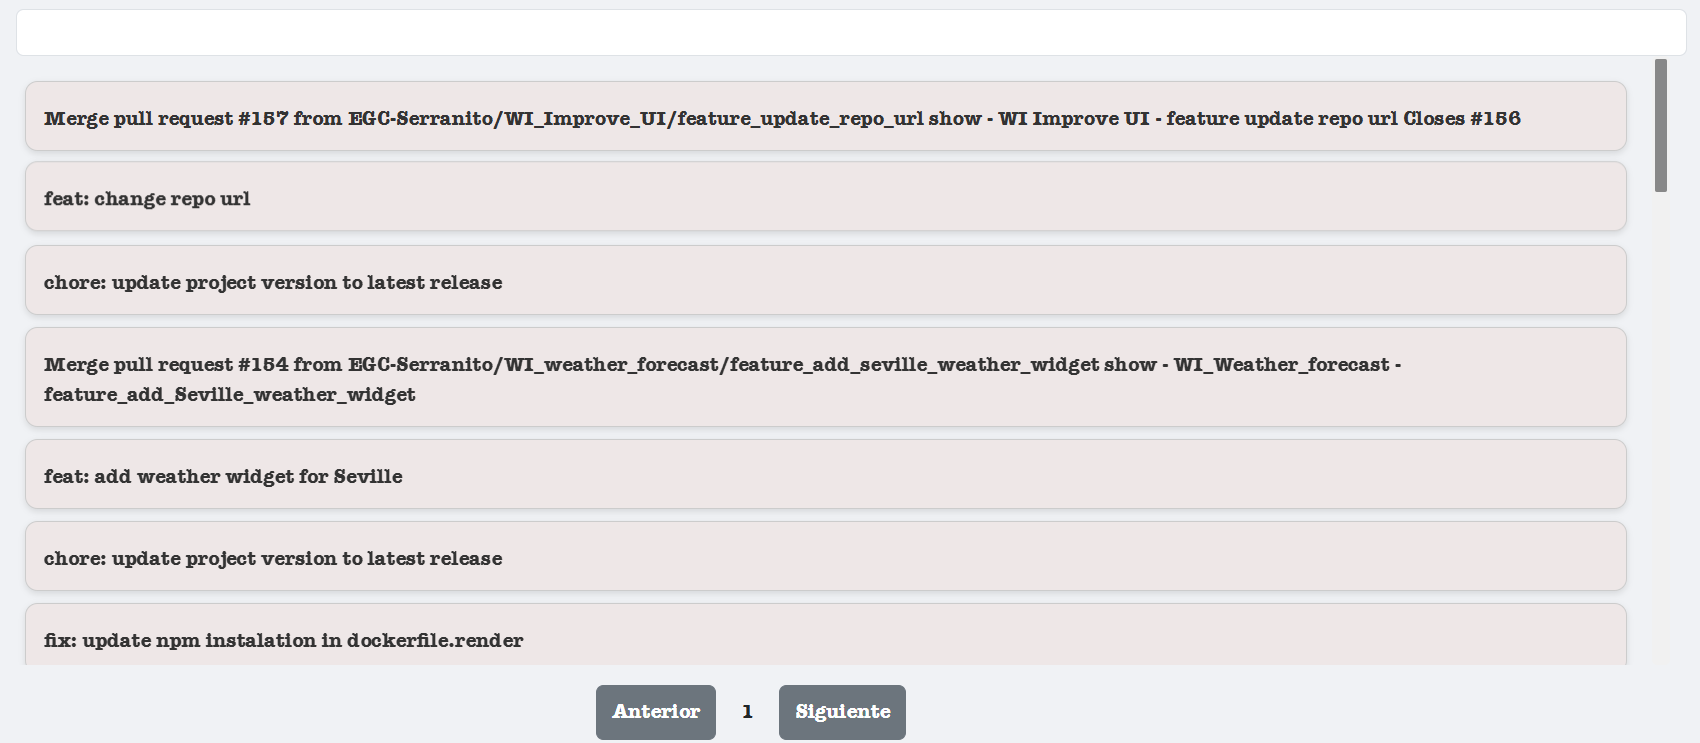 Merge pull request #157 from EGC-Serranito/WI_Improve_UI/feature_update_repo_url show - WI Improve UI - feature update repo url Closes #156
feat: change repo url
chore: update project version to latest release
Merge pull request #154 from EGC-Serranito/WI_weather_forecast/feature_add_seville_weather_widget show - WI_Weather_forecast -
feature_add_Seville_weather_widget
feat: add weather widget for Seville
chore: update project version to latest release
fix: update npm instalation in dockerfile.render
Anterior 1 Siguiente